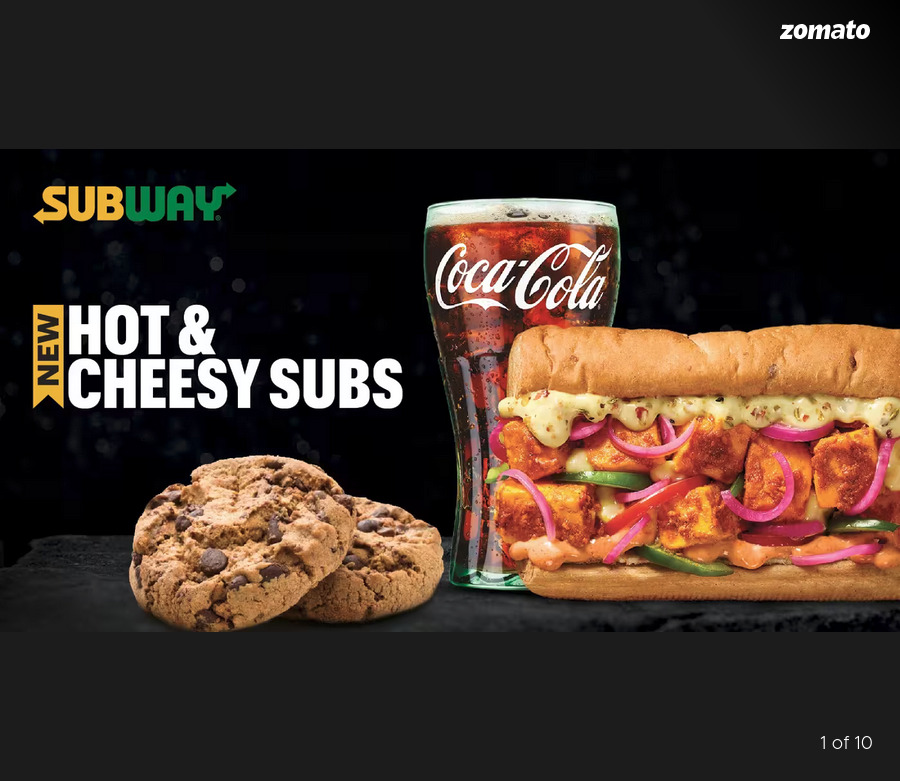 zomato
SUBWAY
NEW
HOT &
CHEESY SUBS
Coca-Cola
1 of 10